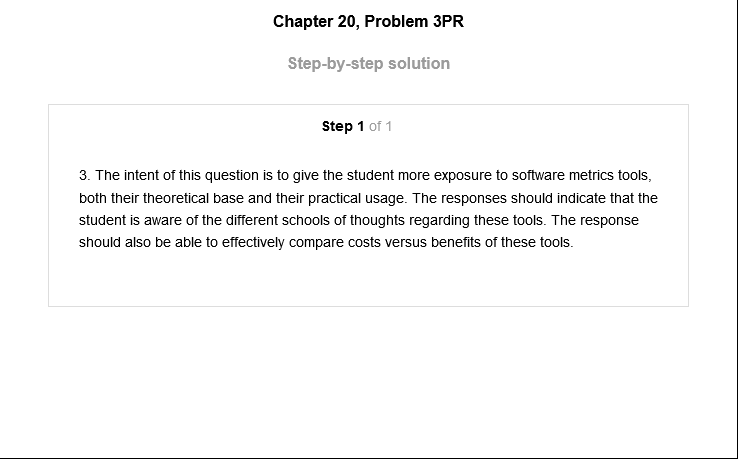 Chapter 20, Problem 3PR
Step-by-step solution
Step 1 of 1
3. The intent of this question is to give the student more exposure to software metrics tools,
both their theoretical base and their practical usage. The responses should indicate that the
student is aware of the different schools of thoughts regarding these tools. The response
should also be able to effectively compare costs versus benefits of these tools.